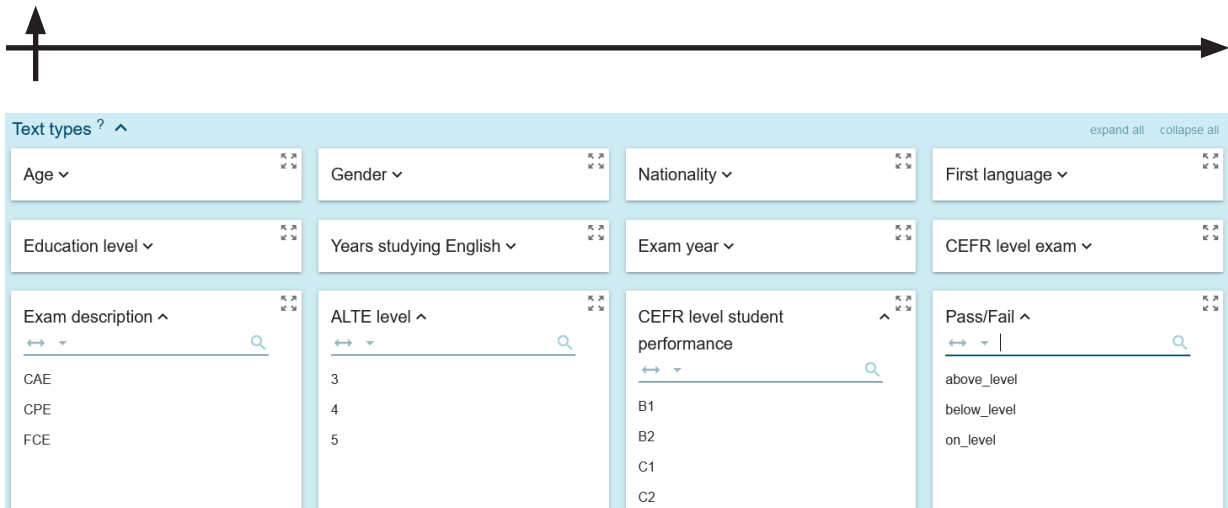 Text types ? expand all collapse all
Age Gender Nationality First language
Education level Years studying English Exam year CEFR level exam
Exam description ALTE level CEFR level student performance Pass/Fail
CAE
CPE
FCE
3
4
5
B1
B2
C1
C2
above_level
below_level
on_level